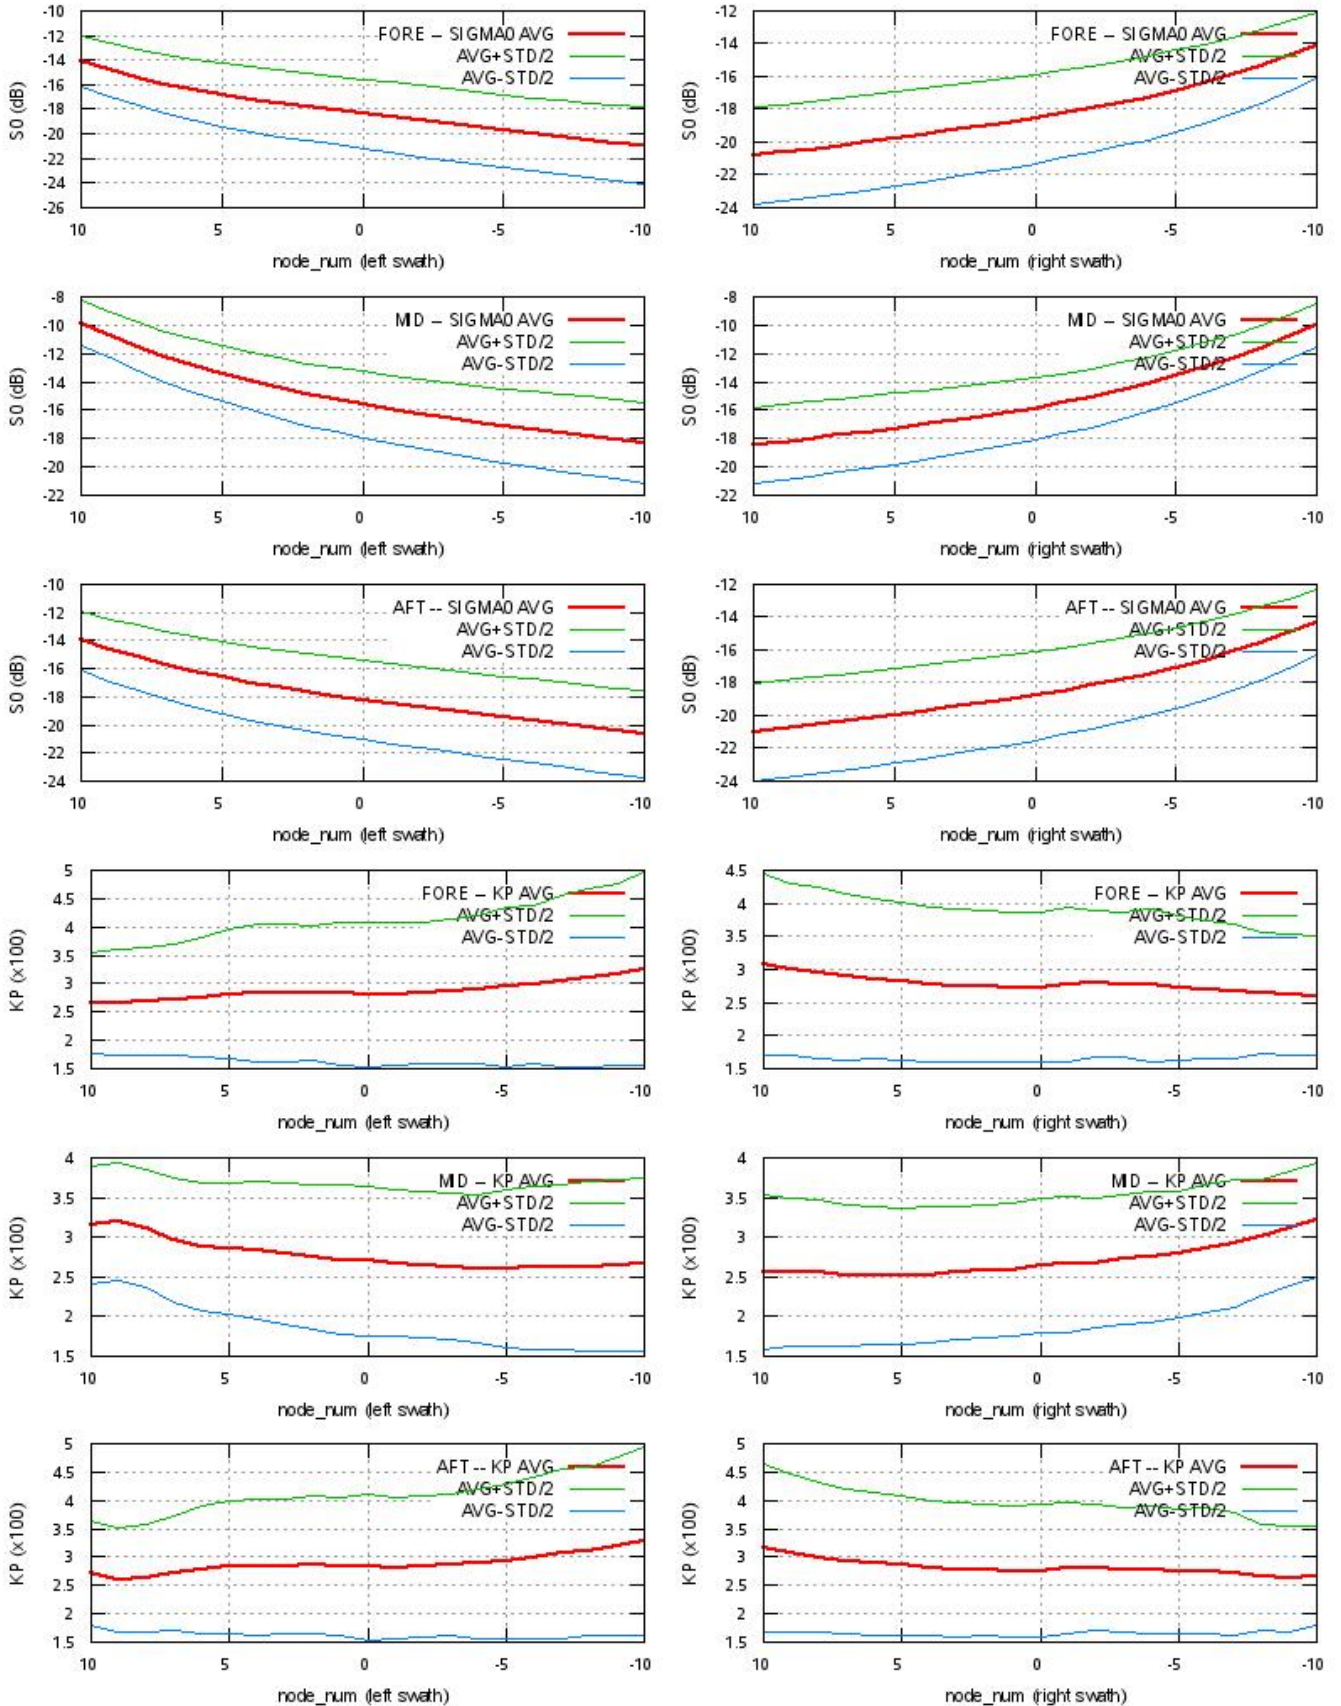 -10
-12
-14
-16
-18
-20
-22
-24
-26
S0 (dB)
FORE – SIGMA0 AVG
AVG+STD/2
AVG-STD/2
10 5 0 -5 -10
node_num (left swath)
-12
-14
-16
-18
-20
-22
-24
S0 (dB)
FORE – SIGMA0 AVG
AVG+STD/2
AVG-STD/2
10 5 0 -5 -10
node_num (right swath)
-8
-10
-12
-14
-16
-18
-20
-22
S0 (dB)
MID – SIGMA0 AVG
AVG+STD/2
AVG-STD/2
10 5 0 -5 -10
node_num (left swath)
-8
-10
-12
-14
-16
-18
-20
-22
S0 (dB)
MID – SIGMA0 AVG
AVG+STD/2
AVG-STD/2
10 5 0 -5 -10
node_num (right swath)
-10
-12
-14
-16
-18
-20
-22
-24
S0 (dB)
AFT -- SIGMA0 AVG
AVG+STD/2
AVG-STD/2
10 5 0 -5 -10
node_num (left swath)
-12
-14
-16
-18
-20
-22
-24
S0 (dB)
AFT -- SIGMA0 AVG
AVG+STD/2
AVG-STD/2
10 5 0 -5 -10
node_num (right swath)
5
4.5
4
3.5
3
2.5
2
1.5
KP (x100)
FORE – KP AVG
AVG+STD/2
AVG-STD/2
10 5 0 -5 -10
node_num (left swath)
4.5
4
3.5
3
2.5
2
1.5
KP (x100)
FORE – KP AVG
AVG+STD/2
AVG-STD/2
10 5 0 -5 -10
node_num (right swath)
4
3.5
3
2.5
2
1.5
KP (x100)
MID – KP AVG
AVG+STD/2
AVG-STD/2
10 5 0 -5 -10
node_num (left swath)
4
3.5
3
2.5
2
1.5
KP (x100)
MID – KP AVG
AVG+STD/2
AVG-STD/2
10 5 0 -5 -10
node_num (right swath)
5
4.5
4
3.5
3
2.5
2
1.5
KP (x100)
AFT -- KP AVG
AVG+STD/2
AVG-STD/2
10 5 0 -5 -10
node_num (left swath)
5
4.5
4
3.5
3
2.5
2
1.5
KP (x100)
AFT -- KP AVG
AVG+STD/2
AVG-STD/2
10 5 0 -5 -10
node_num (right swath)